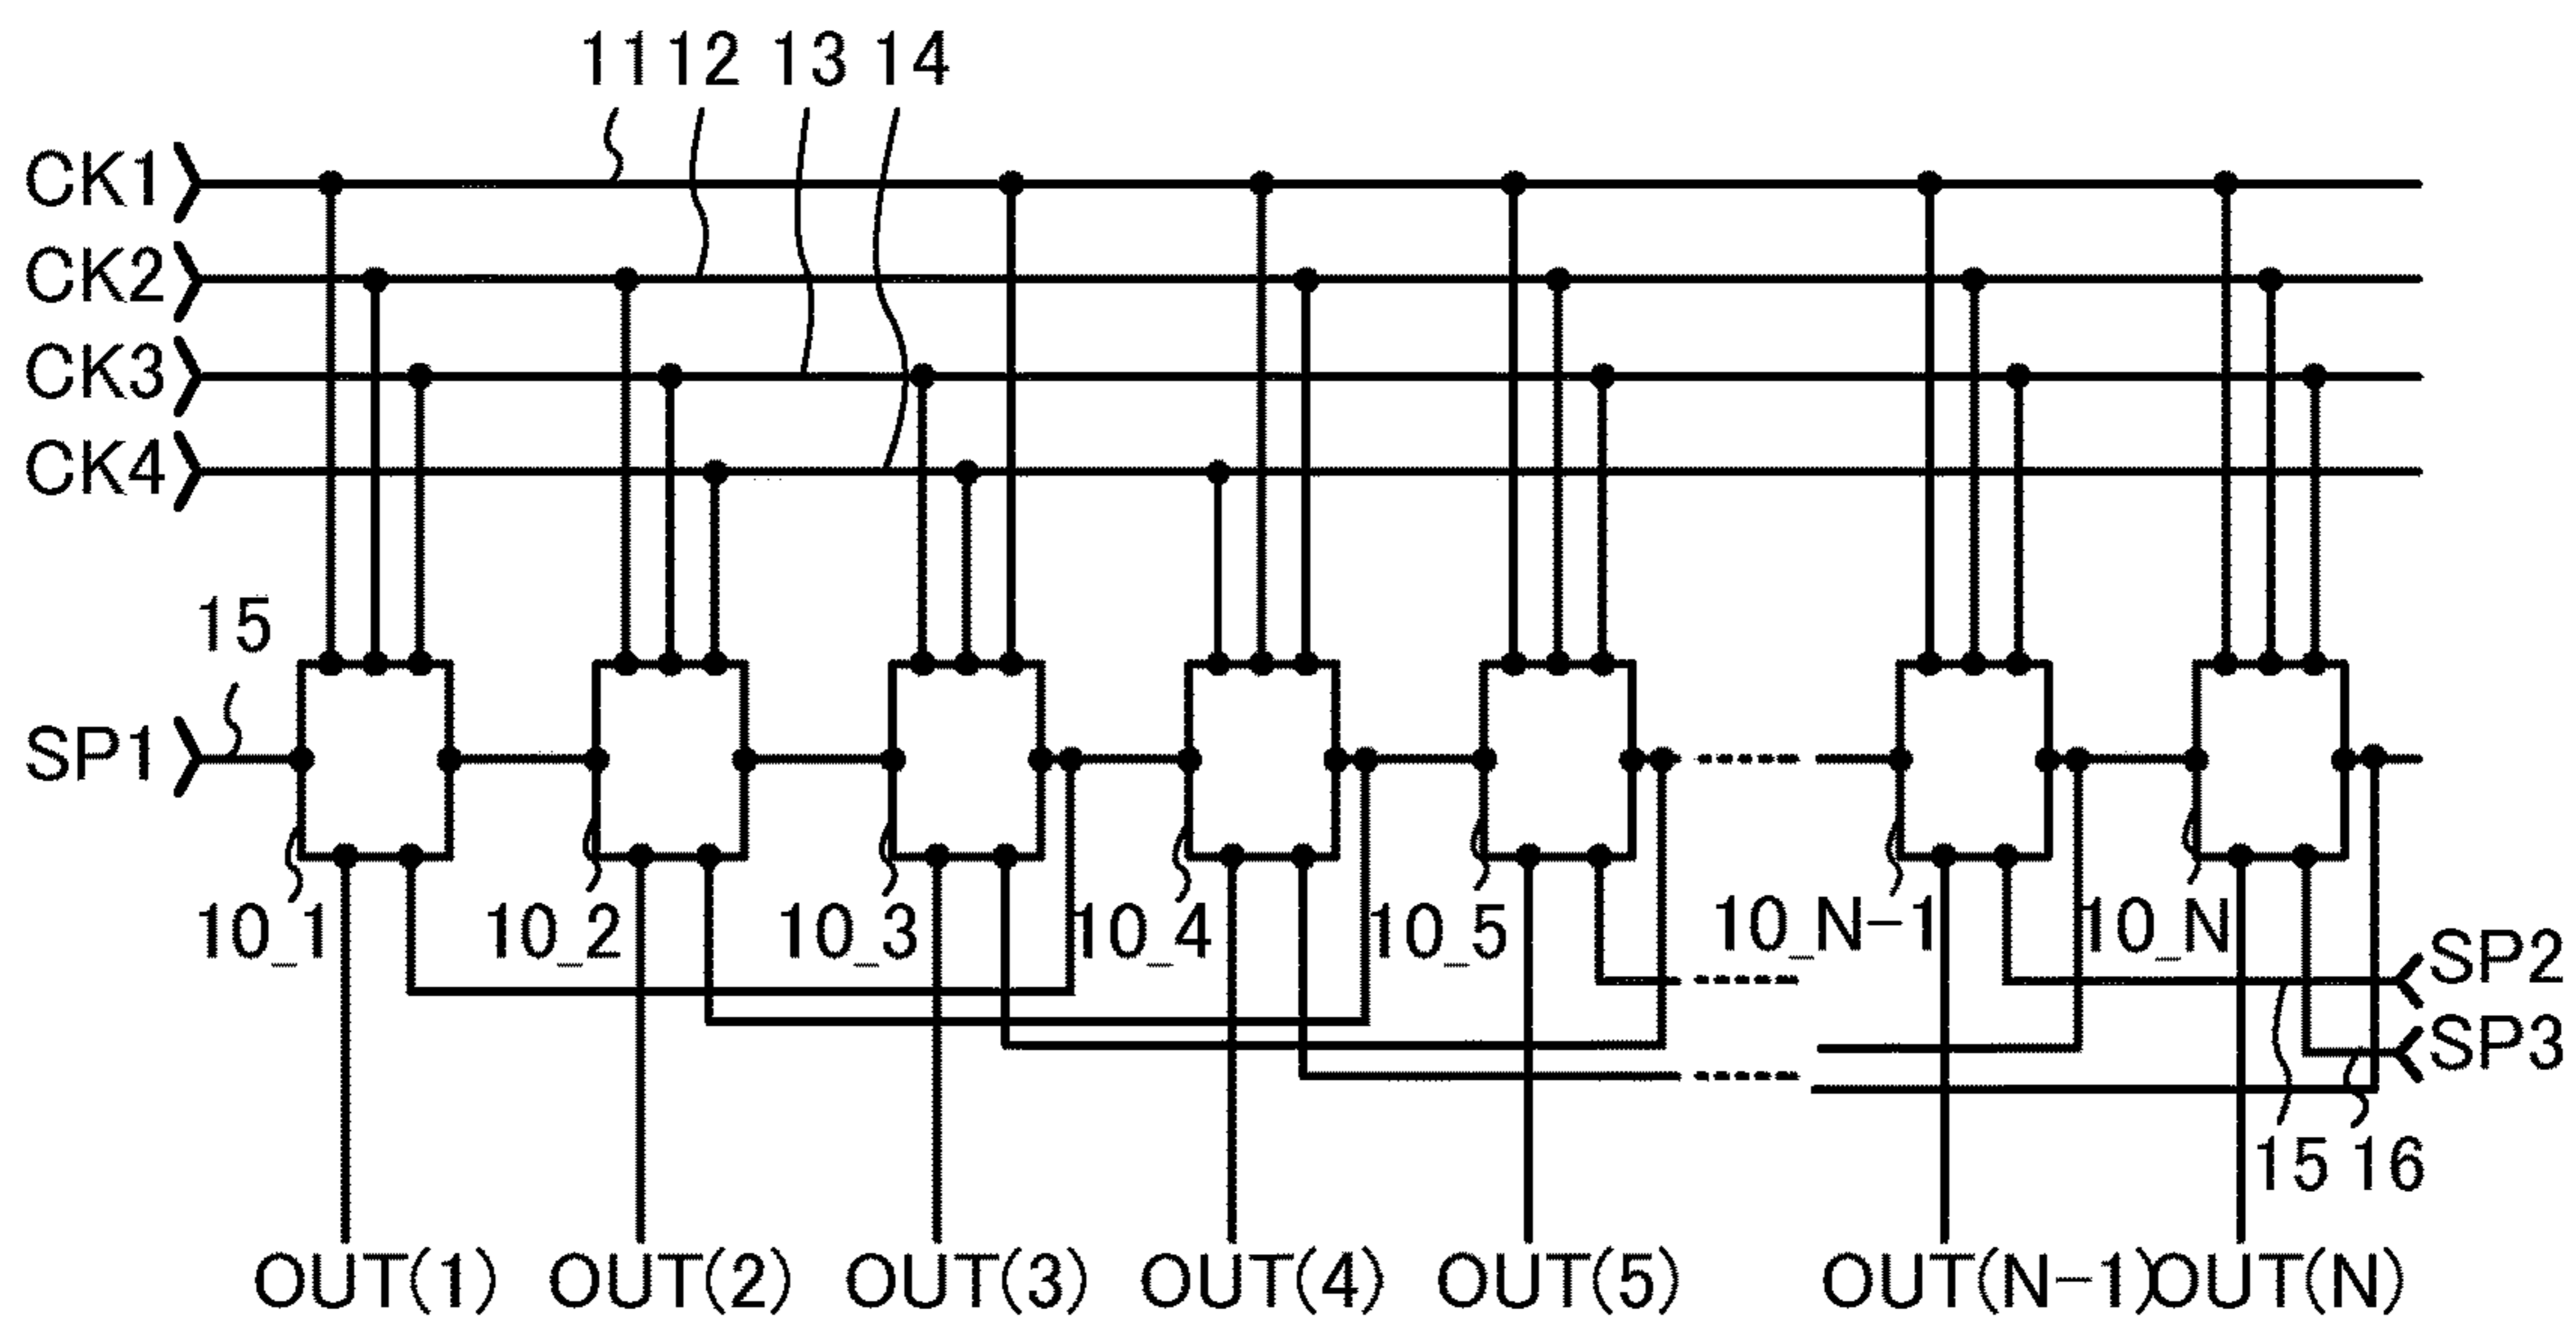 11 12 13 14
CK1
CK2
CK3
CK4
15
SP1
10_1 10_2 10_3 10_4 10_5 10_N-1 10_N
SP2
SP3
15 16
OUT(1) OUT(2) OUT(3) OUT(4) OUT(5) OUT(N-1) OUT(N)